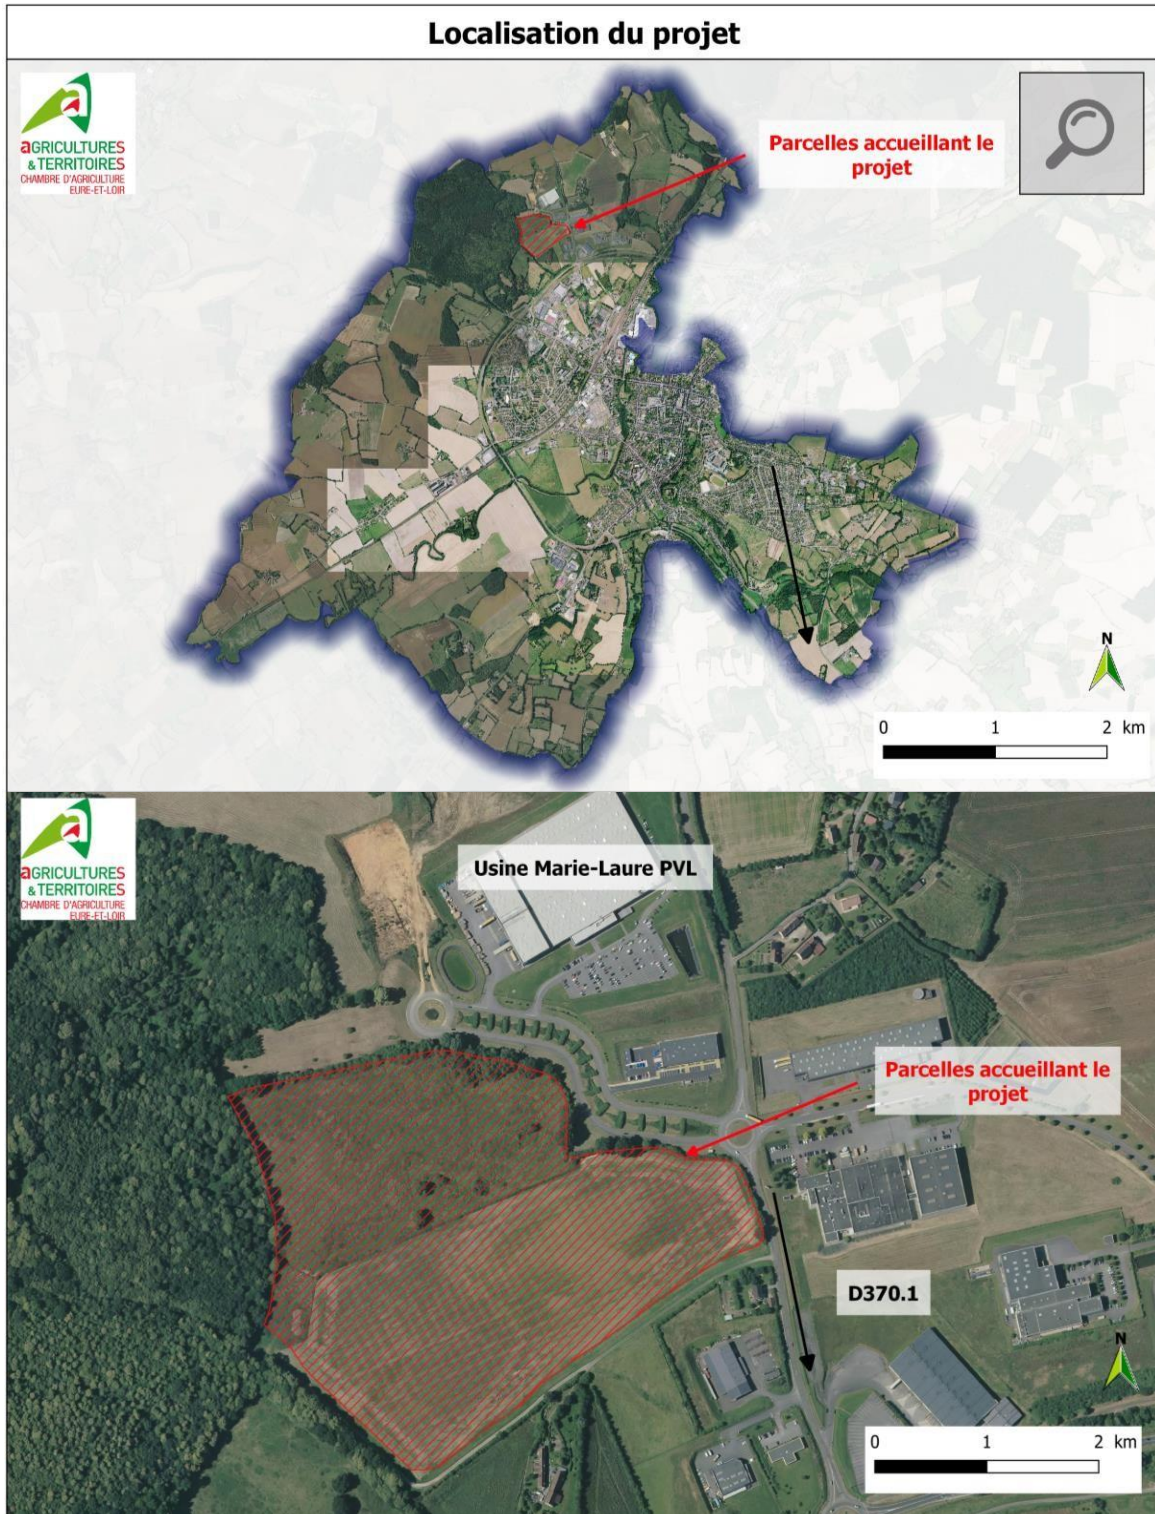 Localisation du projet
aGRICULTURES
& TERRITOIRES
CHAMBRE D'AGRICULTURE
EURE-ET-LOIR
Parcelles accueillant le
projet
N
0 1 2 km
aGRICULTURES
& TERRITOIRES
CHAMBRE D'AGRICULTURE
EURE-ET-LOIR
Usine Marie-Laure PVL
Parcelles accueillant le
projet
D370.1
N
0 1 2 km